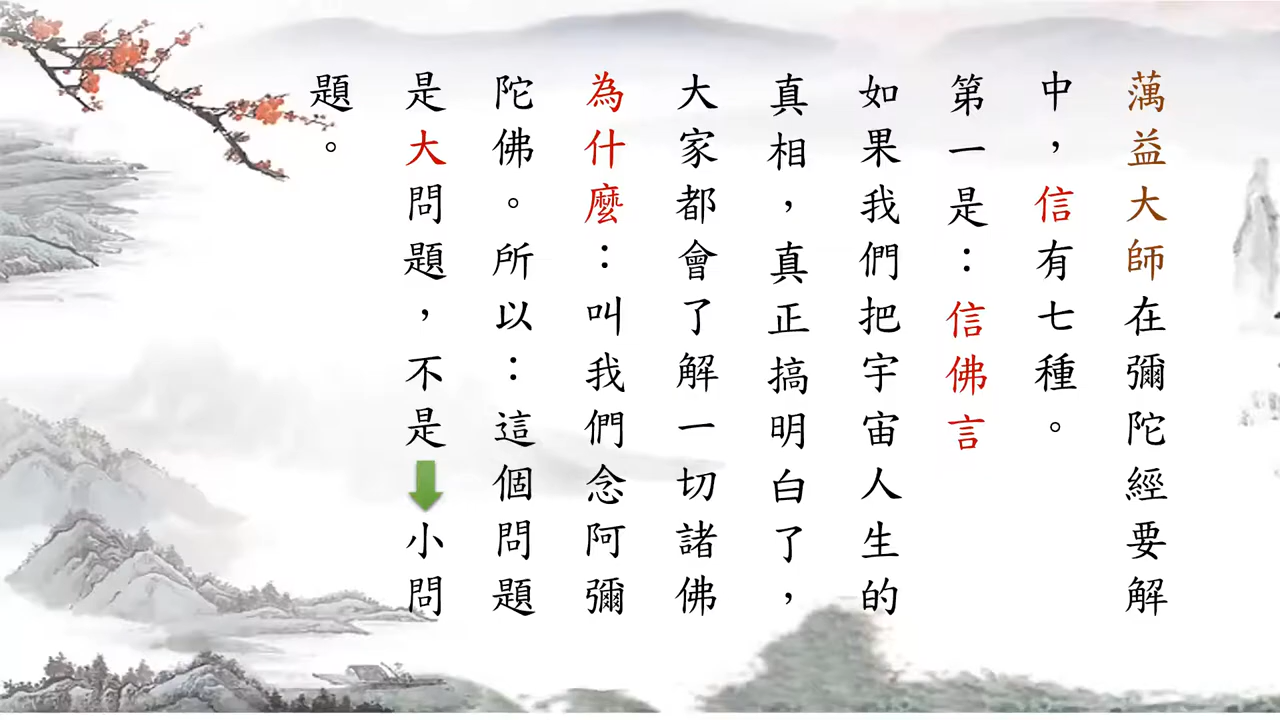 蕅益大師在彌陀經要解
中，信有七種。
第一是：信佛言
如果我們把宇宙人生的
真相，真正搞明白了，
大家都會了解一切諸佛
為什麼：叫我們念阿彌
陀佛。所以：這個問題
是大問題，不是小問
題。